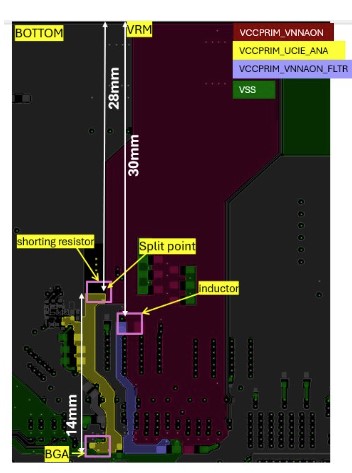 BOTTOM
VRM
VCCPRIM_VNNAON
VCCPRIM_UCIE_ANA
VCCPRIM_VNNAON_FLTR
VSS
28mm
30mm
shorting resistor
Split point
inductor
14mm
BGA